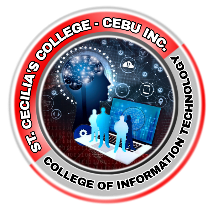 ST. CECILIA'S COLLEGE - CEBU INC.
COLLEGE OF INFORMATION TECHNOLOGY